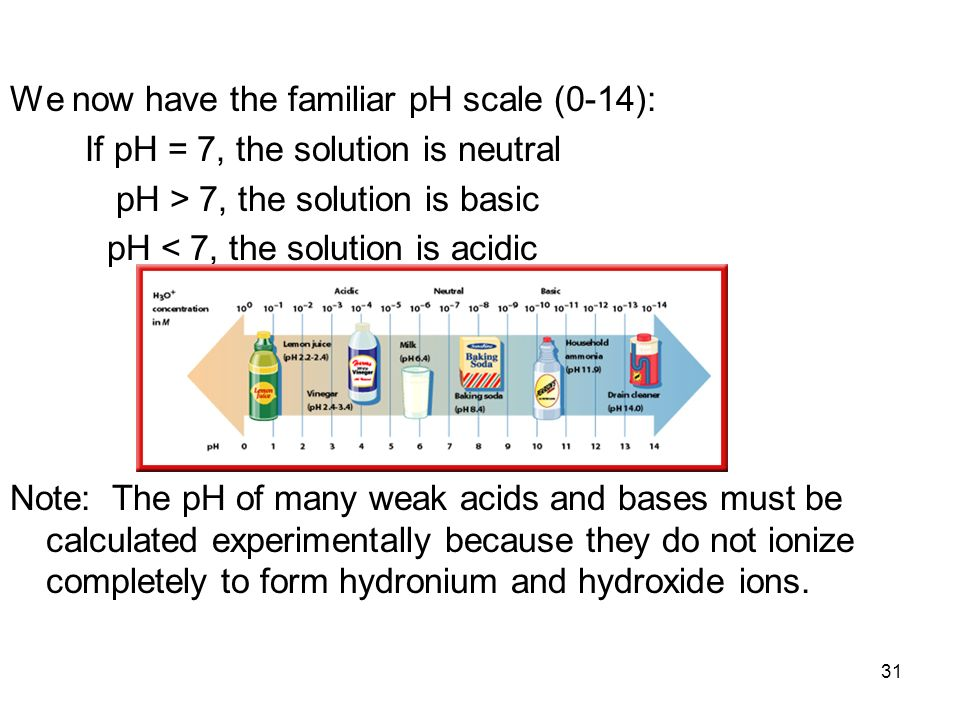 We now have the familiar pH scale (0-14):
If pH = 7, the solution is neutral
pH > 7, the solution is basic
pH < 7, the solution is acidic
Acidic Neutral Basic
H₃O⁺
concentration
in M
10⁰ 10⁻¹ 10⁻² 10⁻³ 10⁻⁴ 10⁻⁵ 10⁻⁶ 10⁻⁷ 10⁻⁸ 10⁻⁹ 10⁻¹⁰ 10⁻¹¹ 10⁻¹² 10⁻¹³ 10⁻¹⁴
Lemon juice
(pH 2.2-2.4)
Milk
(pH 6.4)
Household
ammonia
(pH 11.9)
Lemon
Juice
Vinegar
Baking
Soda
Vinegar
(pH 2.4-3.4)
Baking soda
(pH 8.4)
Drain cleaner
(pH 14.0)
pH 0 1 2 3 4 5 6 7 8 9 10 11 12 13 14
Note: The pH of many weak acids and bases must be
calculated experimentally because they do not ionize
completely to form hydronium and hydroxide ions.
31